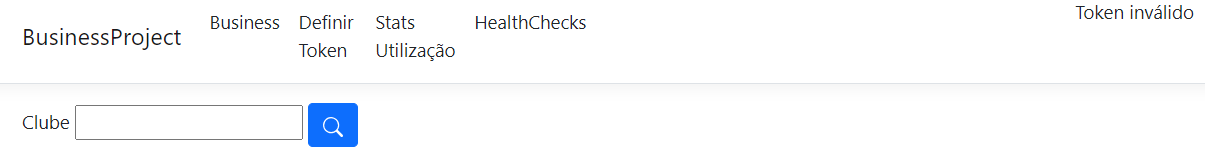 BusinessProject
Business
Definir
Token
Stats
Utilização
HealthChecks
Token inválido
Clube